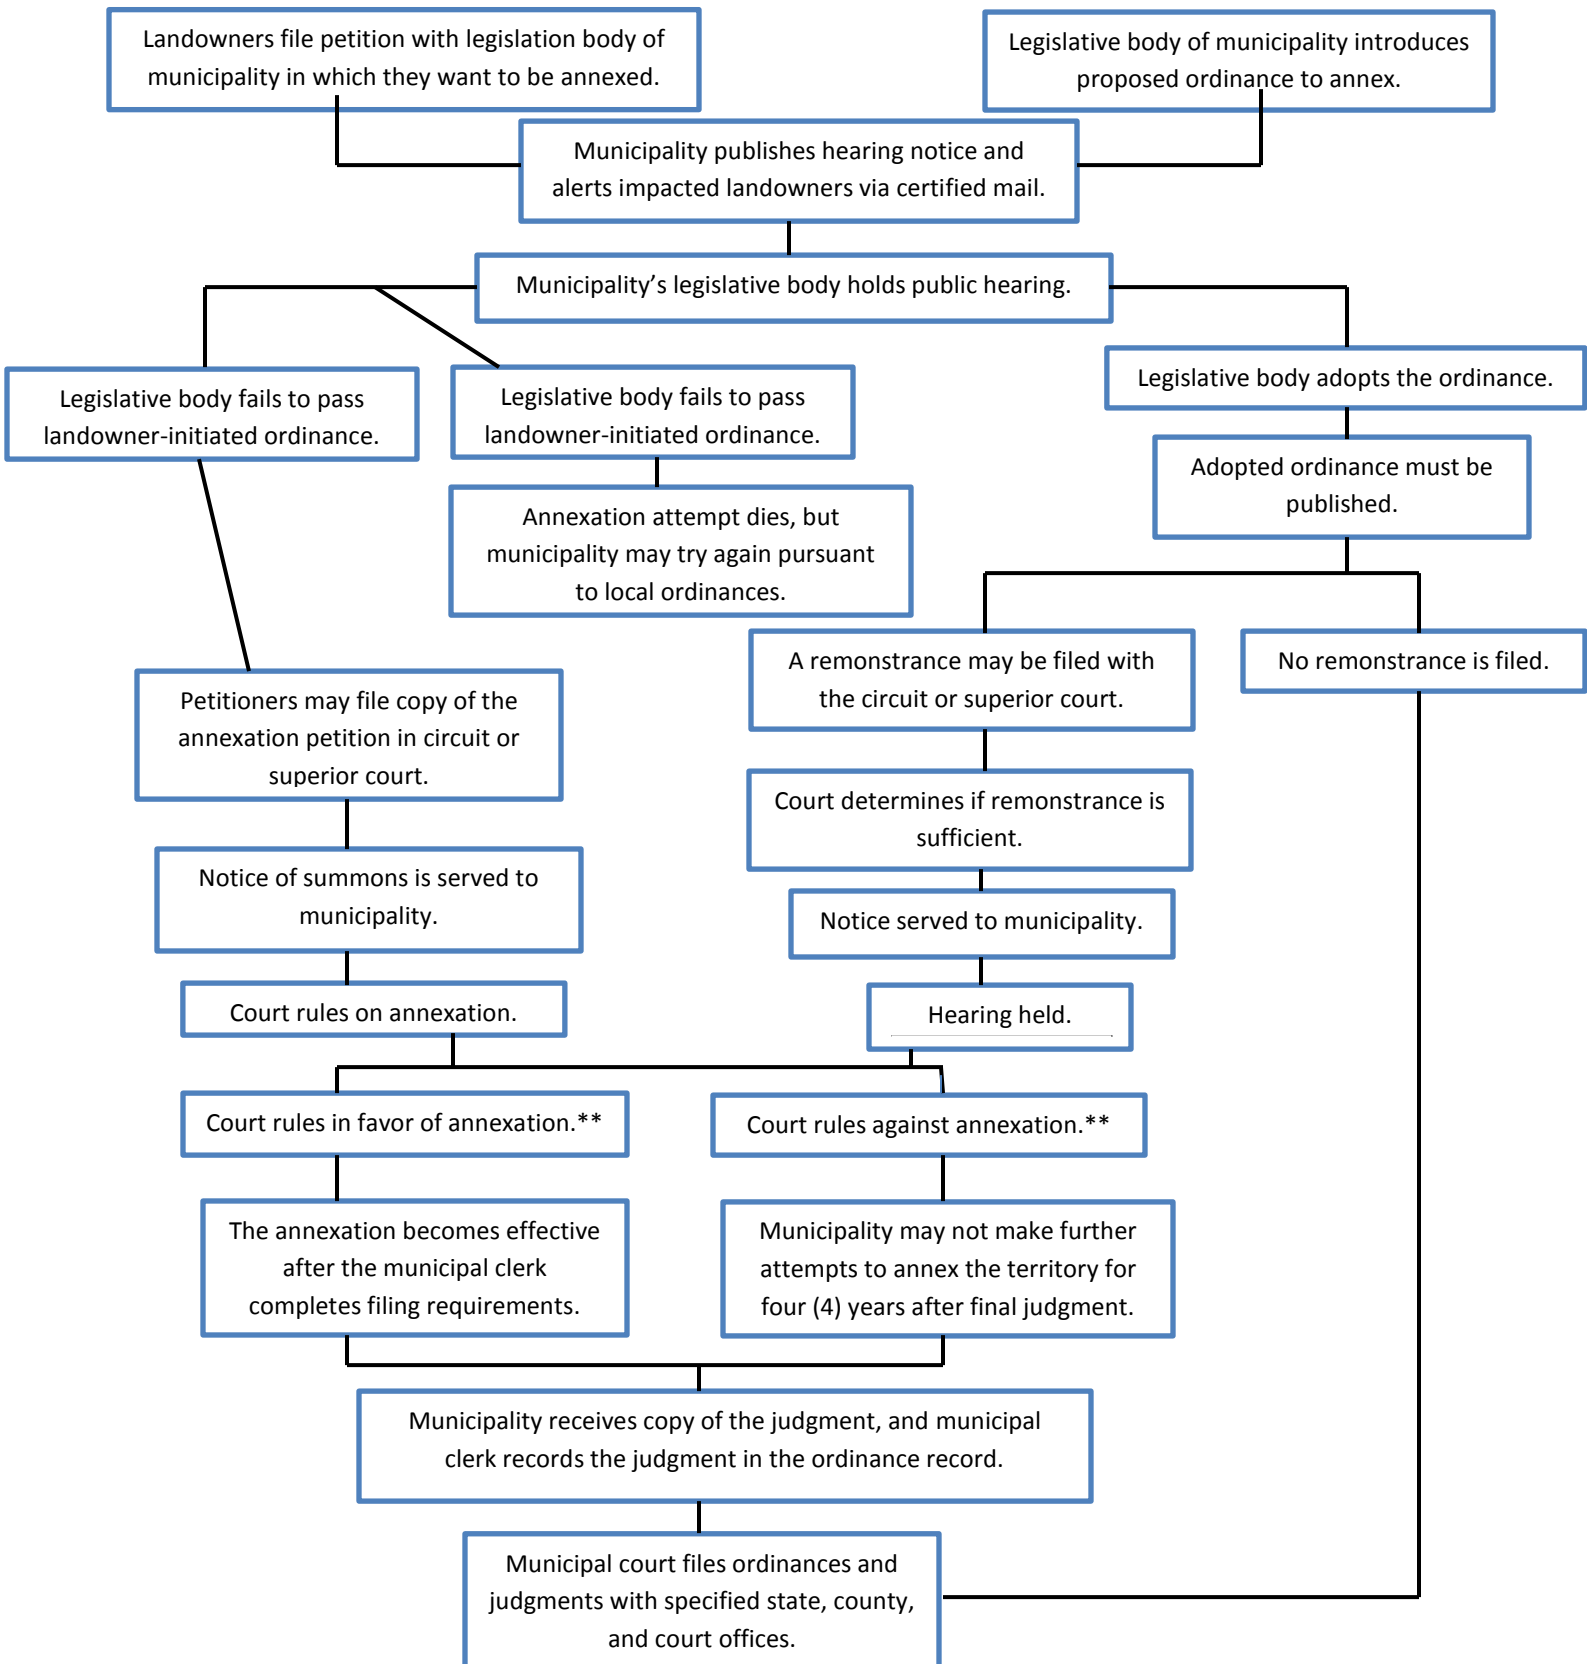 Landowners file petition with legislation body of
municipality in which they want to be annexed.
Legislative body of municipality introduces
proposed ordinance to annex.
Municipality publishes hearing notice and
alerts impacted landowners via certified mail.
Municipality’s legislative body holds public hearing.
Legislative body fails to pass
landowner-initiated ordinance.
Legislative body fails to pass
landowner-initiated ordinance.
Legislative body adopts the ordinance.
Annexation attempt dies, but
municipality may try again pursuant
to local ordinances.
Adopted ordinance must be
published.
Petitioners may file copy of the
annexation petition in circuit or
superior court.
A remonstrance may be filed with
the circuit or superior court.
No remonstrance is filed.
Court determines if remonstrance is
sufficient.
Notice of summons is served to
municipality.
Notice served to municipality.
Court rules on annexation.
Hearing held.
Court rules in favor of annexation.**
Court rules against annexation.**
The annexation becomes effective
after the municipal clerk
completes filing requirements.
Municipality may not make further
attempts to annex the territory for
four (4) years after final judgment.
Municipality receives copy of the judgment, and municipal
clerk records the judgment in the ordinance record.
Municipal court files ordinances and
judgments with specified state, county,
and court offices.